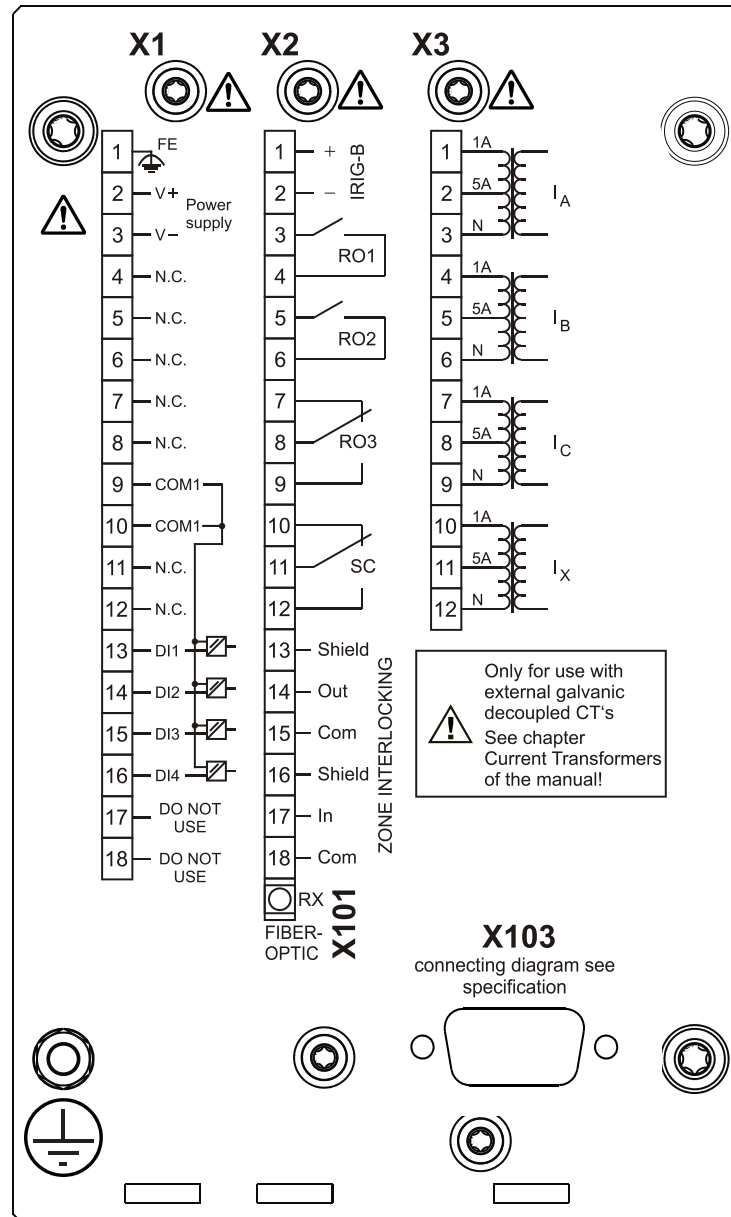 X1
X2
X3
1 FE
2 V+
Power
supply
3 V–
4 N.C.
5 N.C.
6 N.C.
7 N.C.
8 N.C.
9 COM1
10 COM1
11 N.C.
12 N.C.
13 DI1
14 DI2
15 DI3
16 DI4
17 DO NOT
USE
18 DO NOT
USE
1 +
2 –
IRIG-B
3
4
RO1
5
6
RO2
7
8
9
RO3
10
11
12
SC
13 Shield
14 Out
15 Com
16 Shield
17 In
18 Com
ZONE INTERLOCKING
RX
FIBER-
OPTIC
X101
1 1A
2 5A
3 N
IA
4 1A
5 5A
6 N
IB
7 1A
8 5A
9 N
IC
10 1A
11 5A
12 N
IX
Only for use with
external galvanic
decoupled CT‘s
See chapter
Current Transformers
of the manual!
X103
connecting diagram see
specification